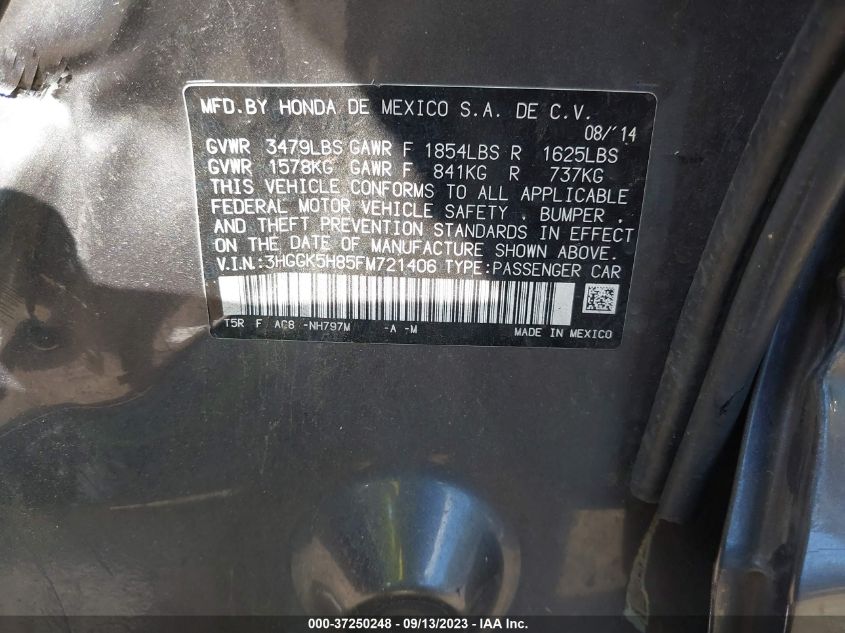 MFD.BY HONDA DE MEXICO S.A. DE C.V.
08/'14
GVWR 3479LBS GAWR F 1854LBS R 1625LBS
GVWR 1578KG GAWR F 841KG R 737KG
THIS VEHICLE CONFORMS TO ALL APPLICABLE
FEDERAL MOTOR VEHICLE SAFETY , BUMPER ,
AND THEFT PREVENTION STANDARDS IN EFFECT
ON THE DATE OF MANUFACTURE SHOWN ABOVE.
V.I.N.:3HGGK5H85FM721406 TYPE:PASSENGER CAR
T5R F AC8 -NH797M -A -M MADE IN MEXICO
000-37250248 - 09/13/2023 - IAA Inc.